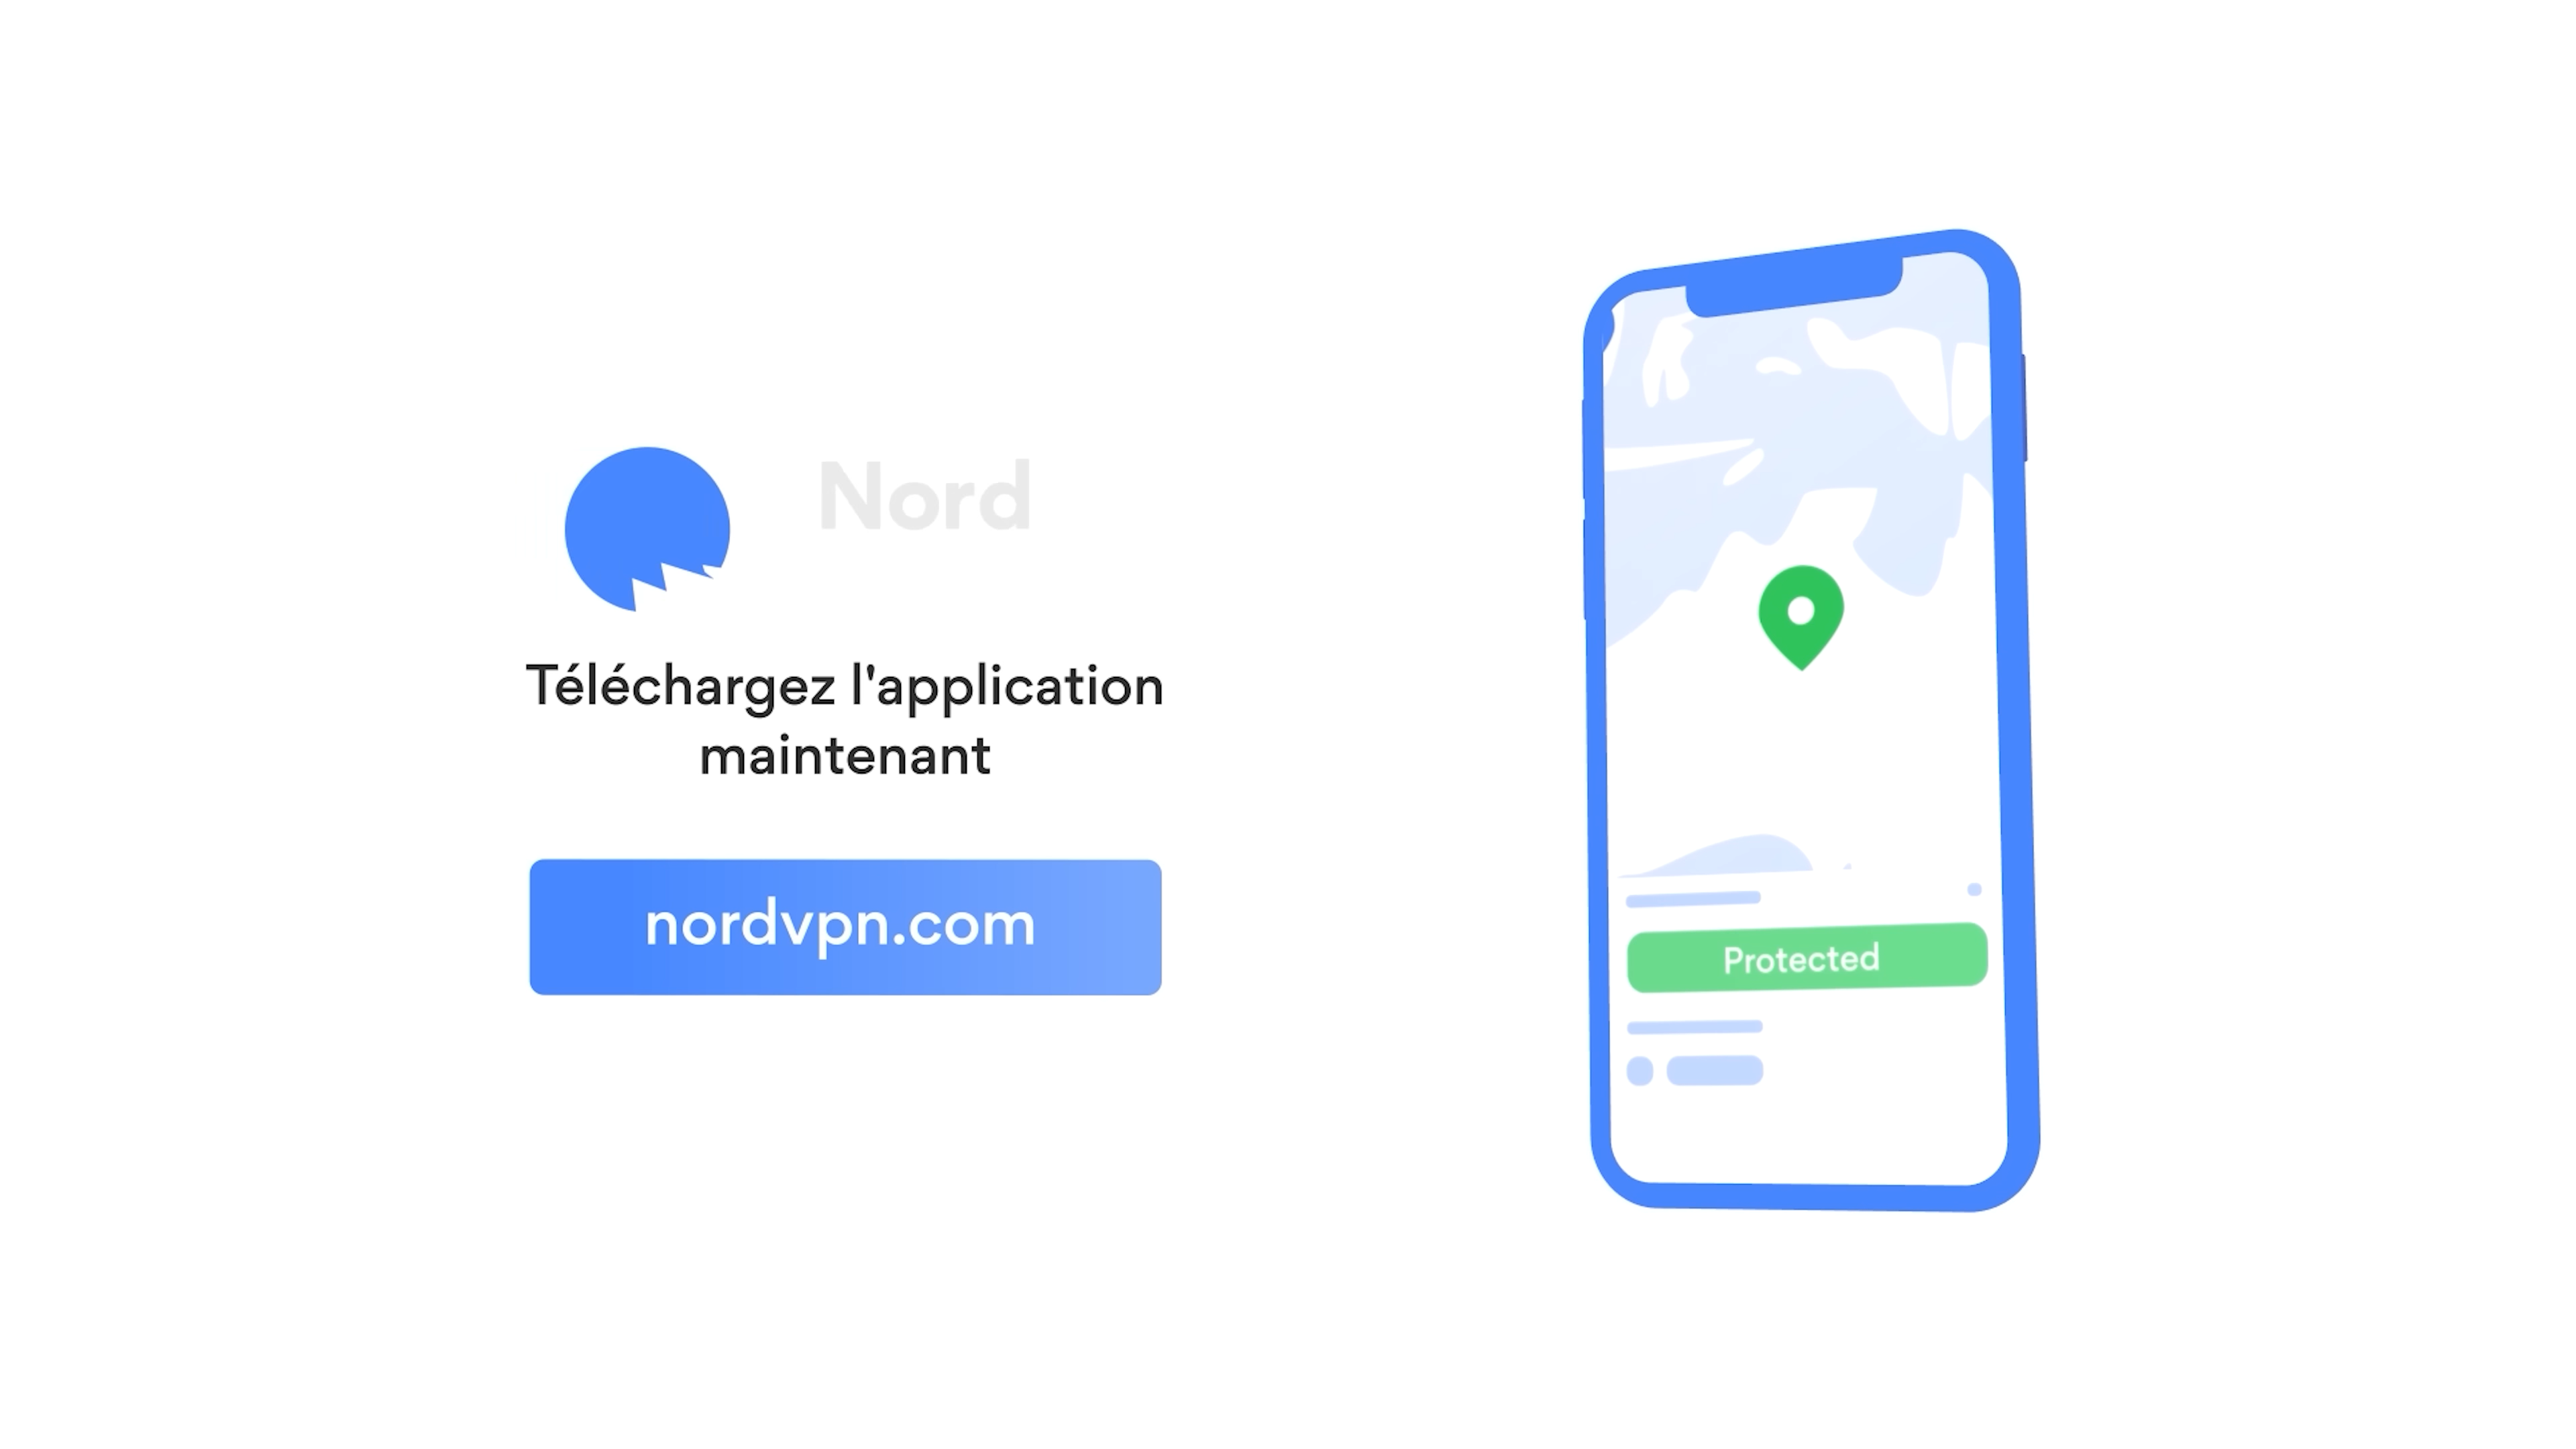 Nord
Téléchargez l'application
maintenant
nordvpn.com
Protected